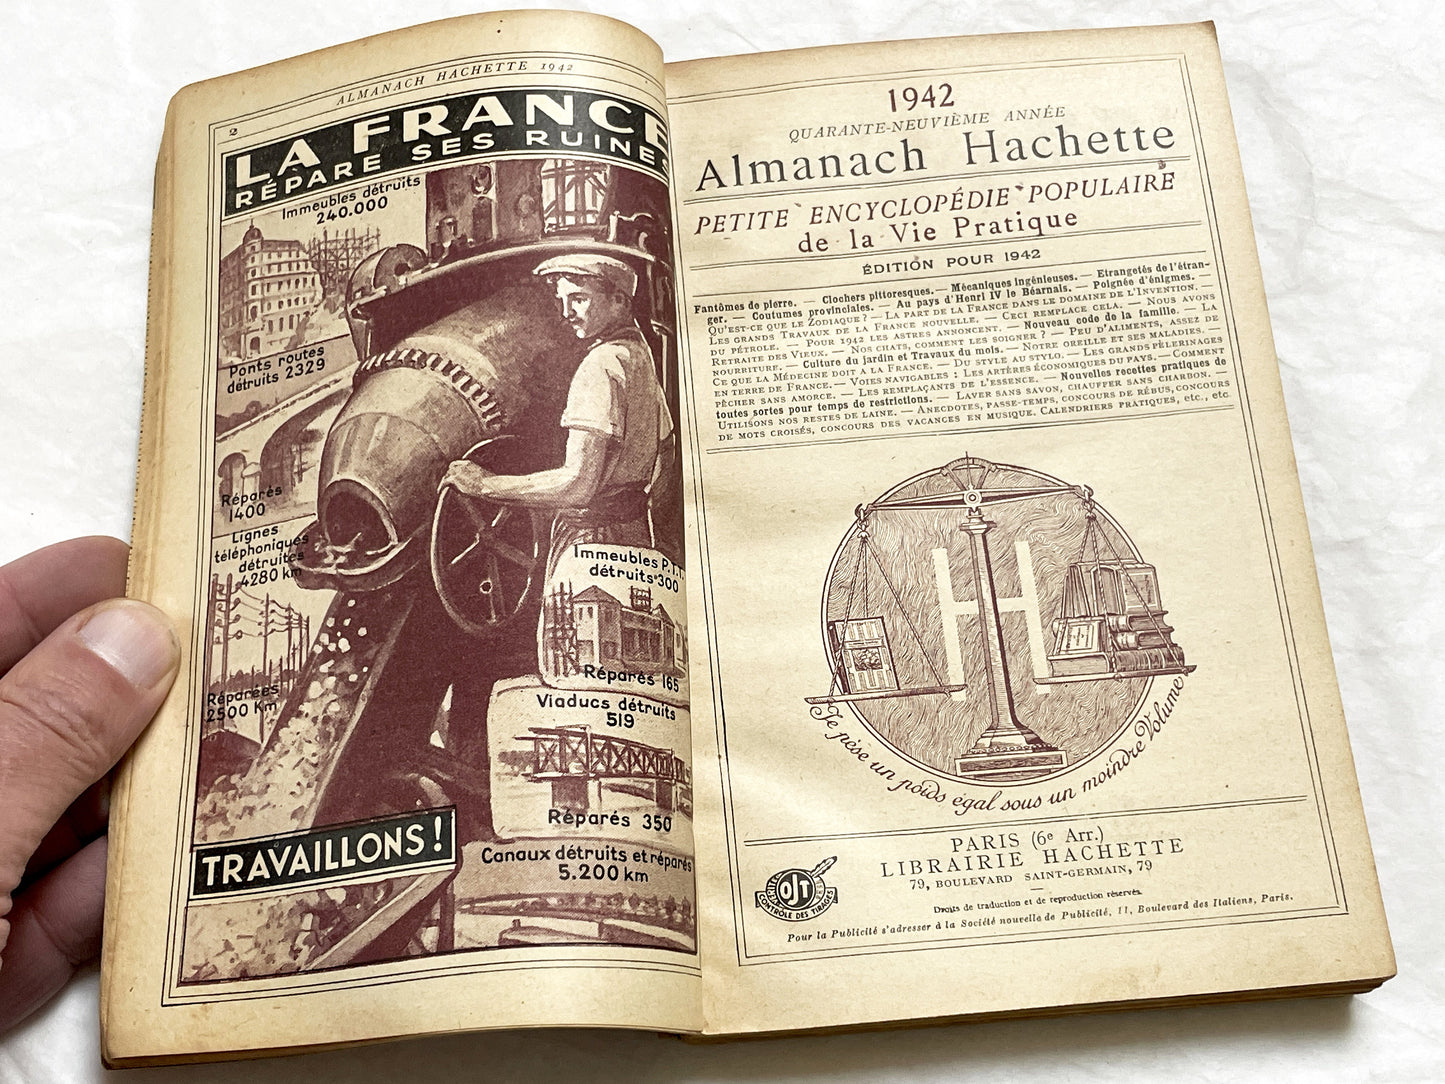 ALMANACH HACHETTE 1942
2
LA FRANCE
RÉPARE SES RUINES
Immeubles détruits
240.000
Ponts routes
détruits 2329
Réparés
1400
Lignes
téléphoniques
détruites
4280 km
Réparées
2500 Km
Immeubles P.T.T.
détruits 300
Réparés 165
Viaducs détruits
519
Réparés 350
Canaux détruits et réparés
5.200 km
TRAVAILLONS !
1942
QUARANTE-NEUVIÈME ANNÉE
Almanach Hachette
PETITE ENCYCLOPÉDIE POPULAIRE
de la Vie Pratique
ÉDITION POUR 1942
Fantômes de pierre. — Clochers pittoresques. — Mécaniques ingénieuses. — Etrangetés de l'étran-
ger. — Coutumes provinciales. — Au pays d'Henri IV le Béarnais. — Poignée d'énigmes. —
QU'EST-CE QUE LE ZODIAQUE ? — LA PART DE LA FRANCE DANS LE DOMAINE DE L'INVENTION. —
LES GRANDS TRAVAUX DE LA FRANCE NOUVELLE. — CECI REMPLACE CELA. — NOUS AVONS
DU PÉTROLE. — POUR 1942 LES ASTRES ANNONCENT. — Nouveau code de la famille. — LA
RETRAITE DES VIEUX. — NOS CHATS, COMMENT LES SOIGNER ? — PEU D'ALIMENTS, ASSEZ DE
NOURRITURE. — Culture du jardin et Travaux du mois. — NOTRE OREILLE ET SES MALADIES. —
CE QUE LA MÉDECINE DOIT A LA FRANCE. — DU STYLE AU STYLO. — LES GRANDS PÈLERINAGES
EN TERRE DE FRANCE. — VOIES NAVIGABLES : LES ARTÈRES ÉCONOMIQUES DU PAYS. — COMMENT
PÊCHER SANS AMORCE. — LES REMPLAÇANTS DE L'ESSENCE. — Nouvelles recettes pratiques de
toutes sortes pour temps de restrictions. — LAVER SANS SAVON, CHAUFFER SANS CHARBON. —
UTILISONS NOS RESTES DE LAINE. — ANECDOTES, PASSE-TEMPS, CONCOURS DE RÉBUS, CONCOURS
DE MOTS CROISÉS, CONCOURS DES VACANCES EN MUSIQUE. CALENDRIERS PRATIQUES, etc., etc.
H
Je pèse un poids égal sous un moindre Volume
PARIS (6e Arr.)
LIBRAIRIE HACHETTE
79, BOULEVARD SAINT-GERMAIN, 79
Droits de traduction et de reproduction réservés.
Pour la Publicité s'adresser à la Société nouvelle de Publicité, 11, Boulevard des Italiens, Paris.
OJT
CONTRÔLE DES TIRAGES